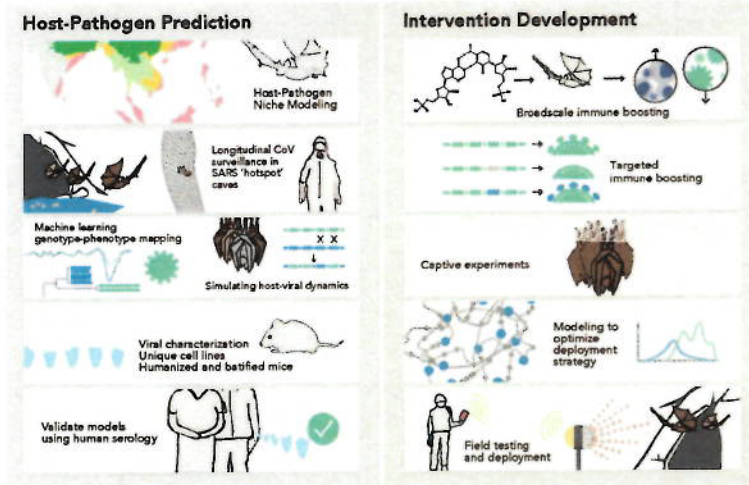 Host-Pathogen Prediction
Host-Pathogen
Niche Modeling
Longitudinal CoV
surveillance in
SARS 'hotspot'
caves
Machine learning
genotype-phenotype mapping
X X
Simulating host-viral dynamics
Viral characterization
Unique cell lines
Humanized and batified mice
Validate models
using human serology
Intervention Development
Broadscale immune boosting
Targeted
immune boosting
Captive experiments
Modeling to
optimize
deployment
strategy
Field testing
and deployment